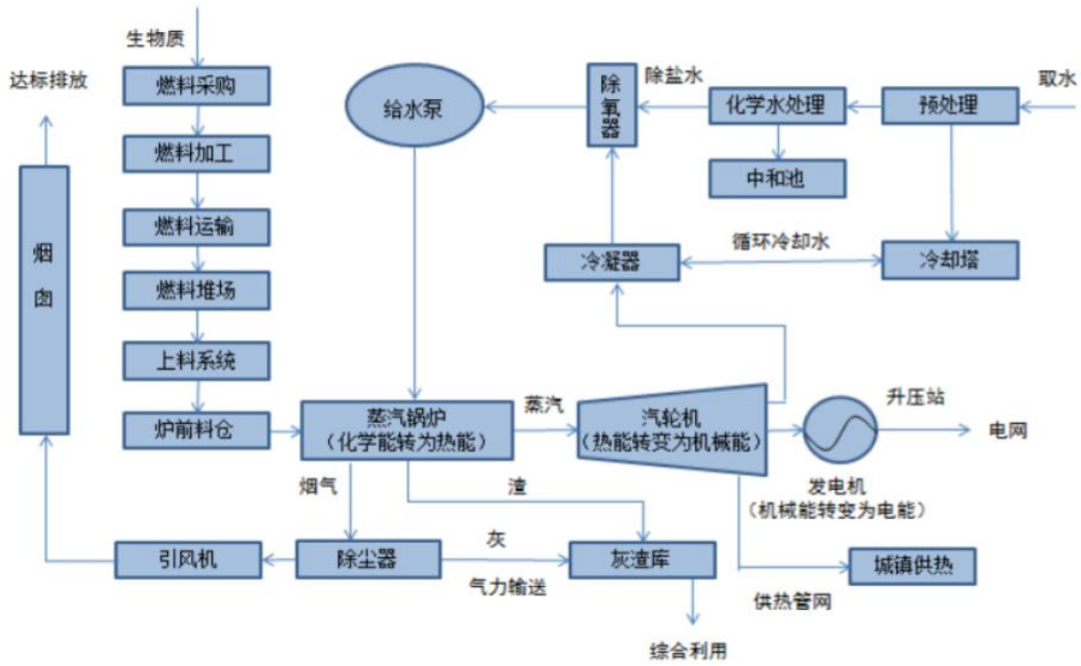 生物质
达标排放
燃料采购
给水泵
除氧器
除盐水
化学水处理
预处理
取水
燃料加工
中和池
燃料运输
烟囱
冷凝器
循环冷却水
冷却塔
燃料堆场
上料系统
炉前料仓
蒸汽锅炉
（化学能转为热能）
蒸汽
汽轮机
（热能转变为机械能）
升压站
电网
发电机
（机械能转变为电能）
烟气
渣
引风机
除尘器
灰
气力输送
灰渣库
城镇供热
供热管网
综合利用